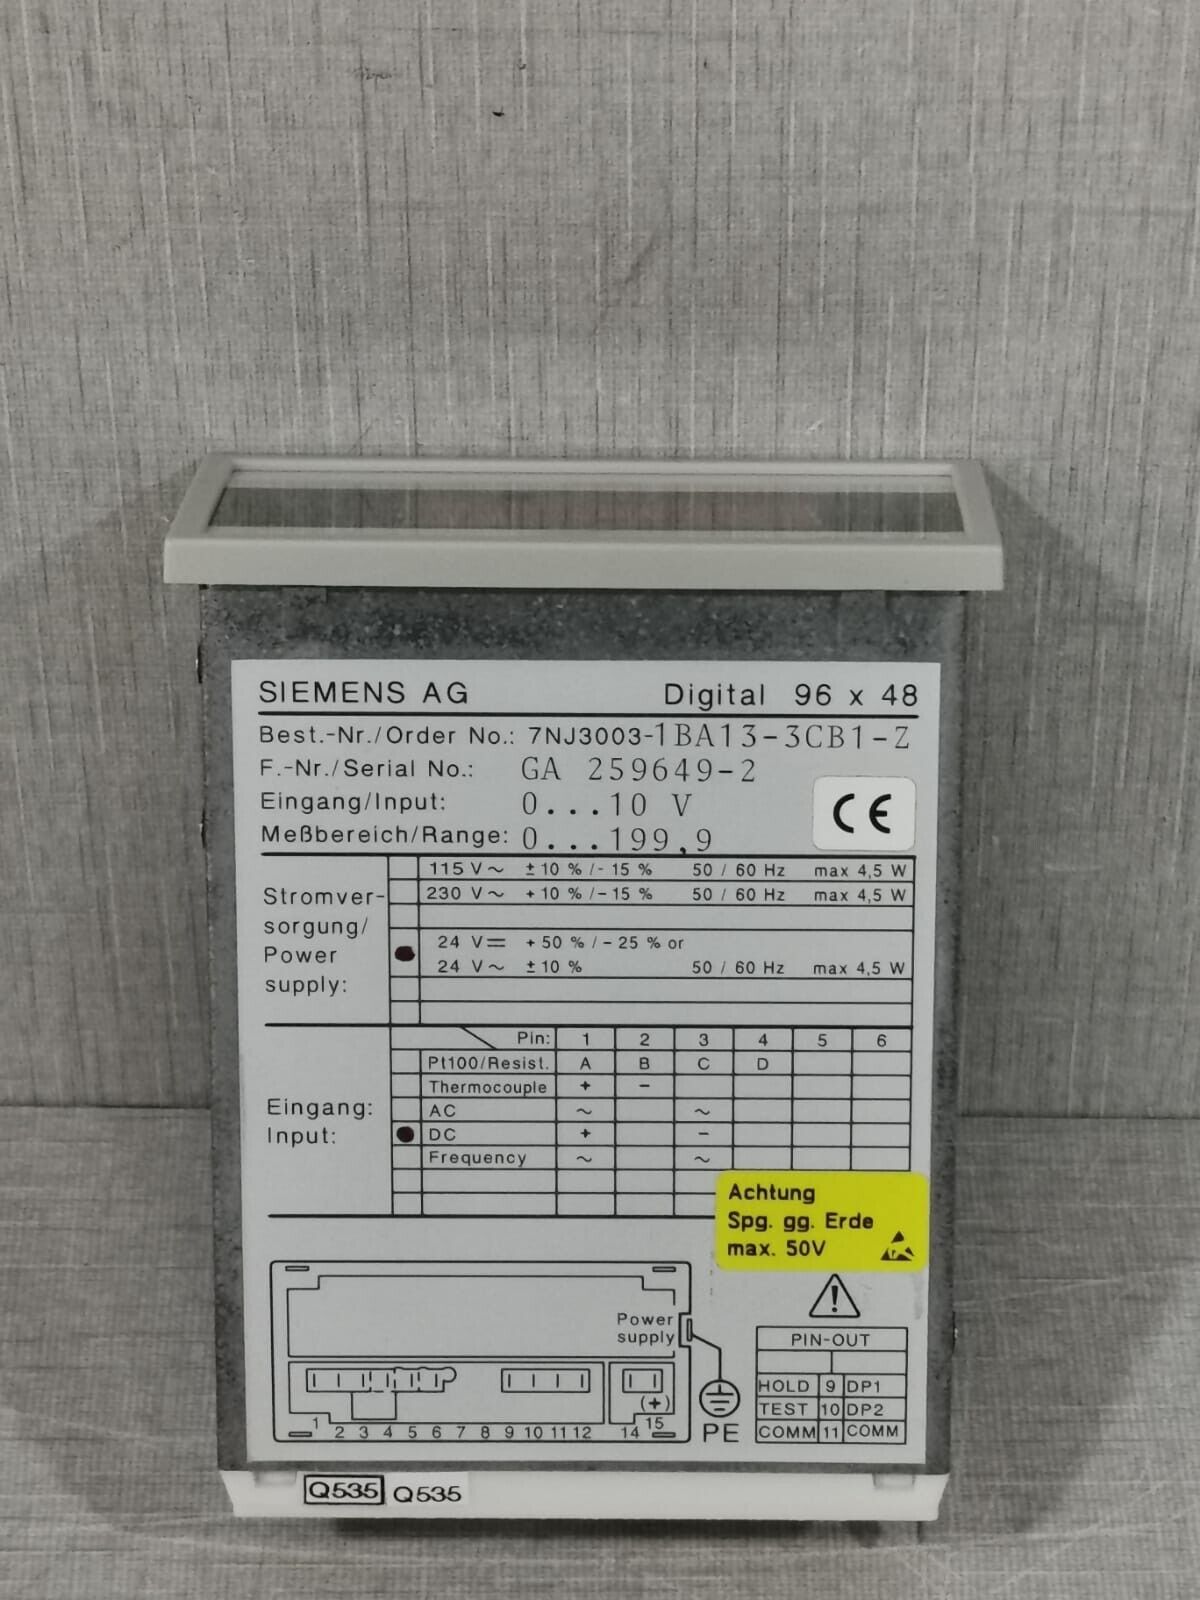 SIEMENS AG Digital 96 x 48
Best.-Nr./Order No.: 7NJ3003-1BA13-3CB1-Z
F.-Nr./Serial No.: GA 259649-2
Eingang/Input: 0...10 V
Meßbereich/Range: 0...199,9
CE
Stromver-
sorgung/
Power
supply:
115 V ~ ± 10 % /- 15 % 50 / 60 Hz max 4,5 W
230 V ~ + 10 % /- 15 % 50 / 60 Hz max 4,5 W
24 V⎓ + 50 % / - 25 % or
24 V ~ ± 10 % 50 / 60 Hz max 4,5 W
Eingang:
Input:
Pin: 1 2 3 4 5 6
Pt100/Resist. A B C D
Thermocouple + -
AC ~ ~
DC + -
Frequency ~ ~
Achtung
Spg. gg. Erde
max. 50V
Power
supply
(+)
1 2 3 4 5 6 7 8 9 10 11 12 14 15
PE
PIN-OUT
HOLD 9 DP1
TEST 10 DP2
COMM 11 COMM
Q535 Q535